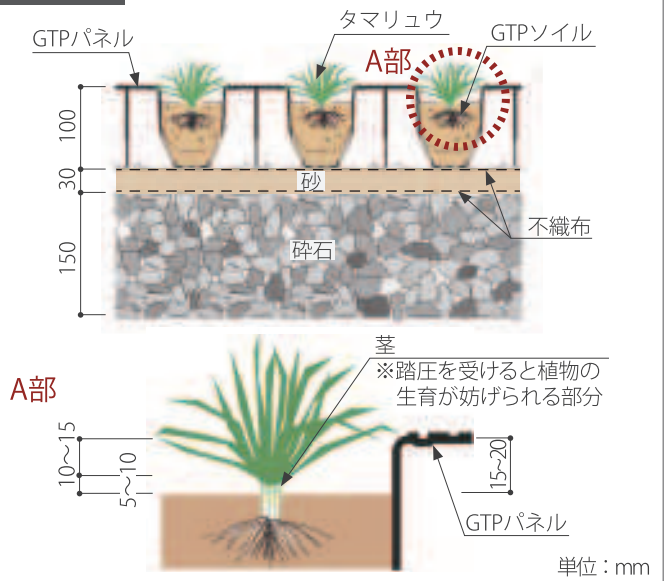 タマリュウ
GTPパネル
GTPソイル
A部
100
30
砂
不織布
150
砕石
茎
※踏圧を受けると植物の
生育が妨げられる部分
A部
10～15
5～10
15～20
GTPパネル
単位：mm